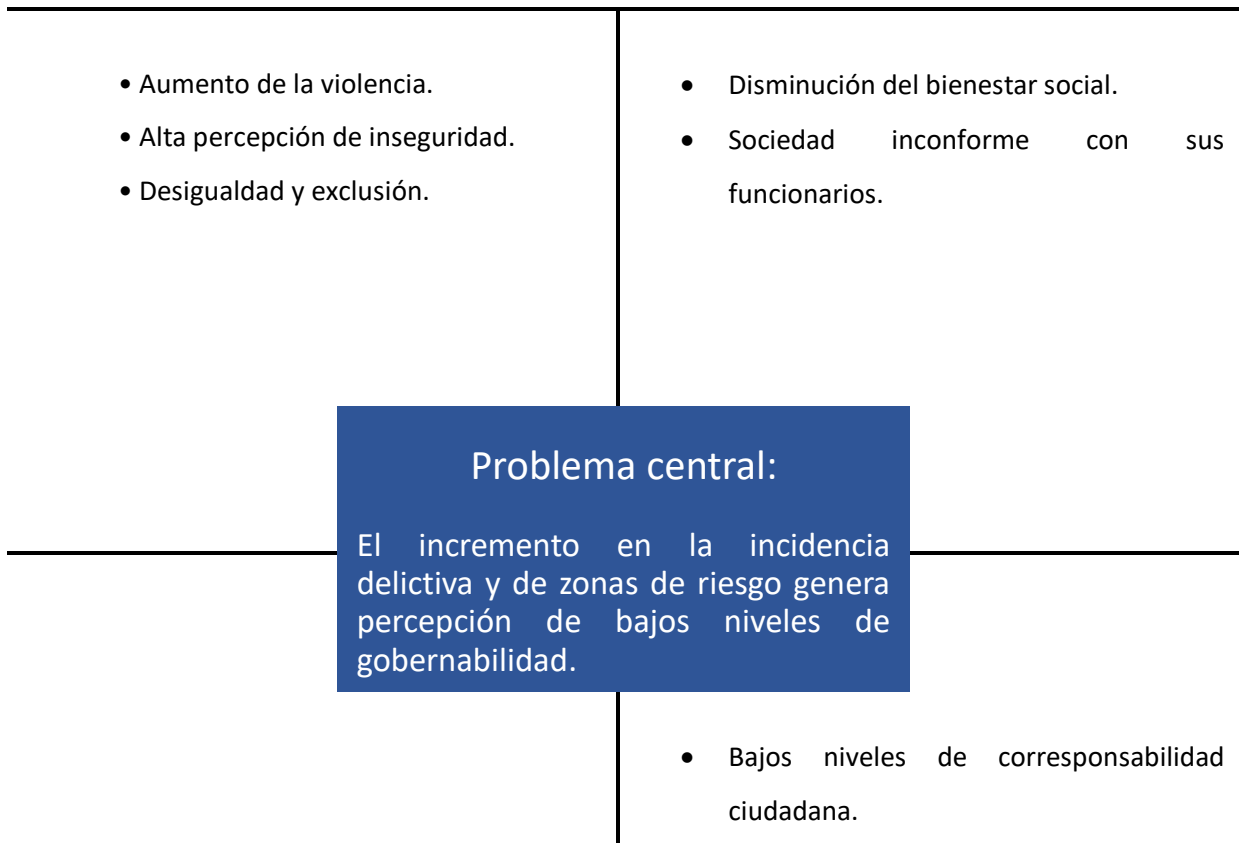 • Aumento de la violencia.
• Alta percepción de inseguridad.
• Desigualdad y exclusión.
• Disminución del bienestar social.
• Sociedad inconforme con sus
funcionarios.
Problema central:
El incremento en la incidencia
delictiva y de zonas de riesgo genera
percepción de bajos niveles de
gobernabilidad.
• Bajos niveles de corresponsabilidad
ciudadana.